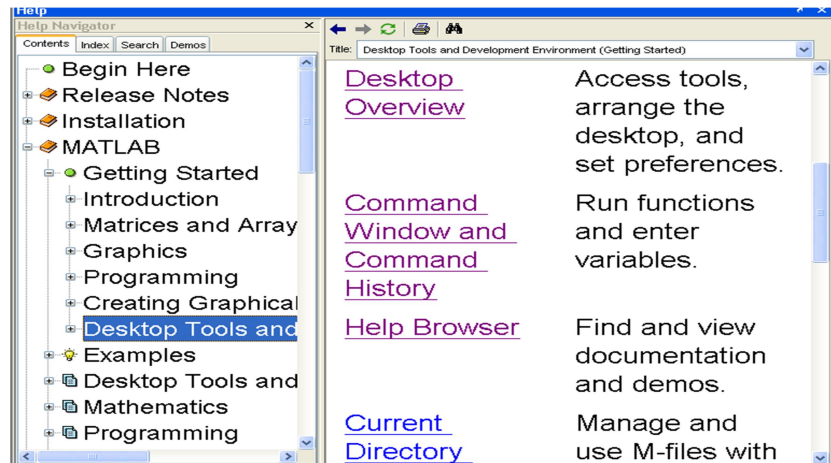 Help
Help Navigator
Contents Index Search Demos
Begin Here
Release Notes
Installation
MATLAB
Getting Started
Introduction
Matrices and Array
Graphics
Programming
Creating Graphical
Desktop Tools and
Examples
Desktop Tools and
Mathematics
Programming
Title: Desktop Tools and Development Environment (Getting Started)
Desktop Overview
Access tools,
arrange the
desktop, and
set preferences.
Command
Window and
Command
History
Run functions
and enter
variables.
Help Browser
Find and view
documentation
and demos.
Current
Directory
Manage and
use M-files with